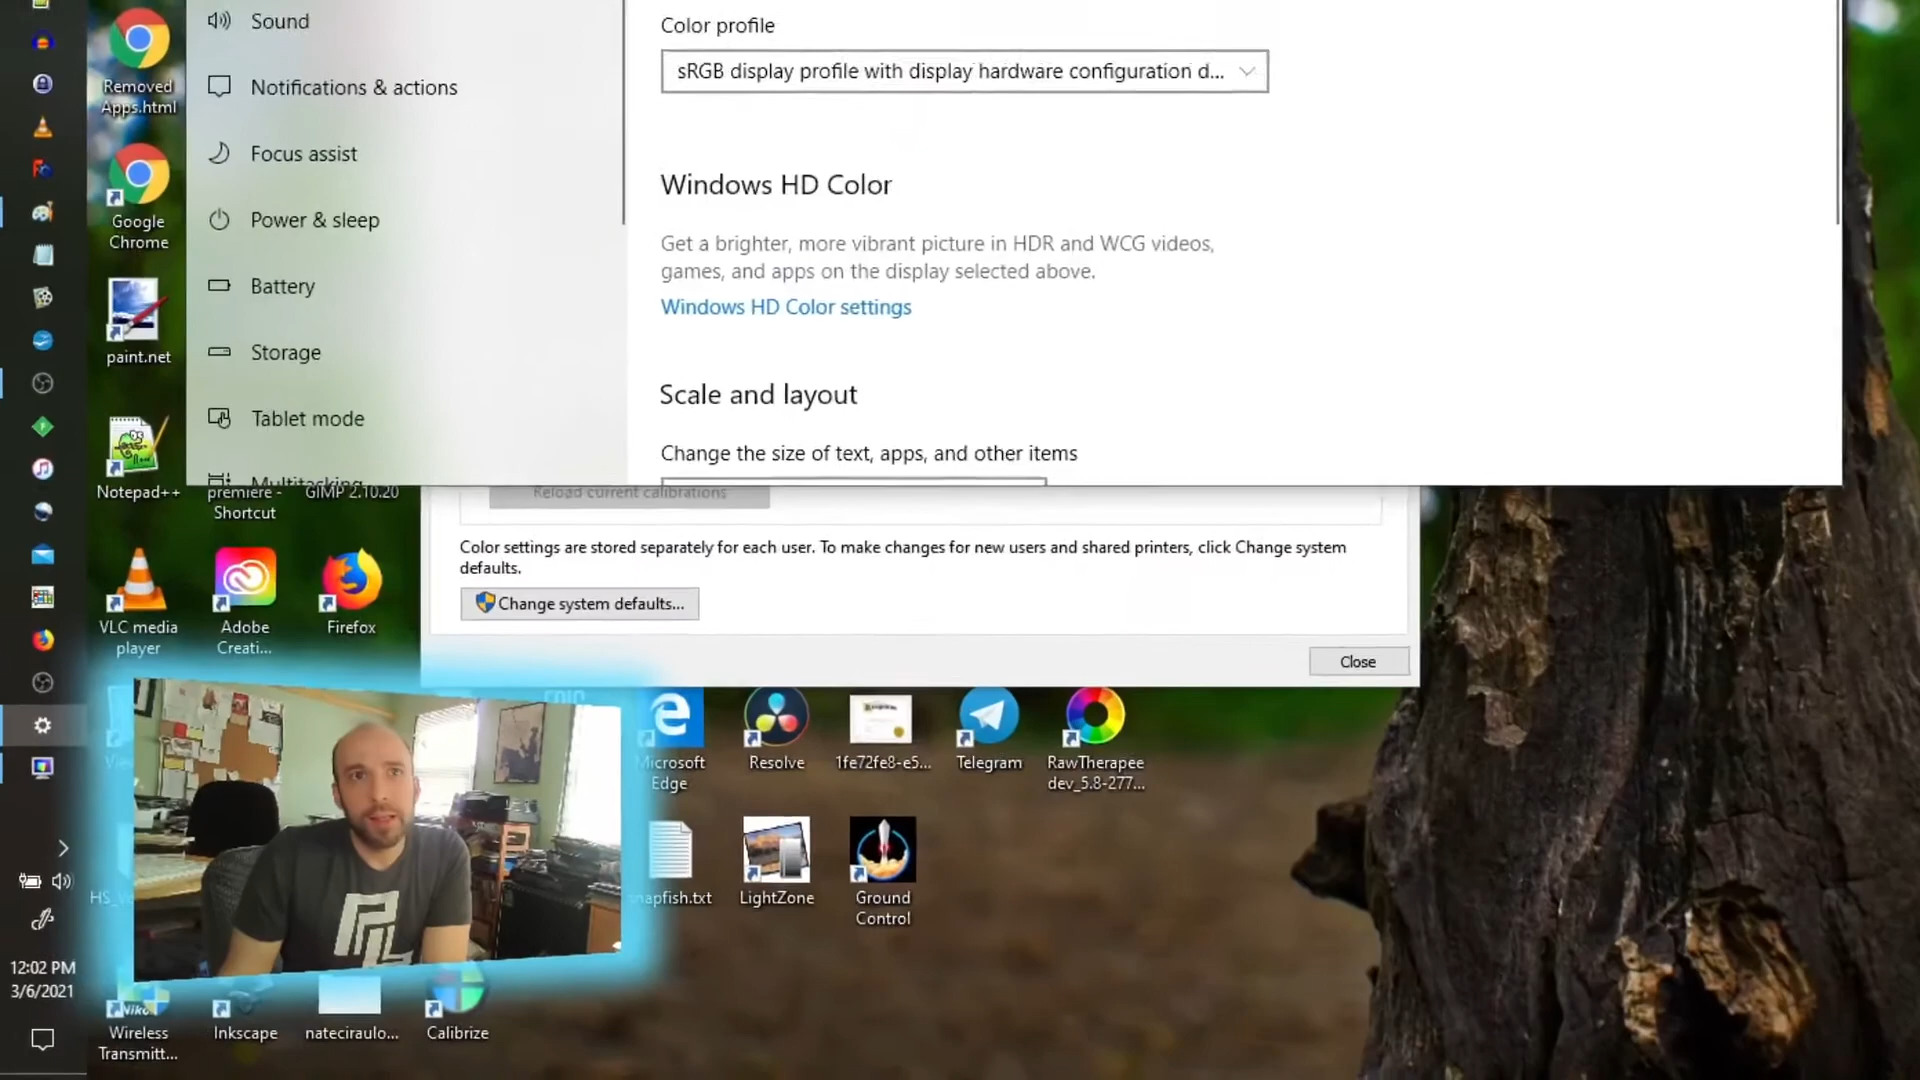 Sound
Notifications & actions
Focus assist
Power & sleep
Battery
Storage
Tablet mode
Multitasking
Color profile
sRGB display profile with display hardware configuration d...
Windows HD Color
Get a brighter, more vibrant picture in HDR and WCG videos,
games, and apps on the display selected above.
Windows HD Color settings
Scale and layout
Change the size of text, apps, and other items
Reload current calibrations
Color settings are stored separately for each user. To make changes for new users and shared printers, click Change system
defaults.
Change system defaults...
Close
Removed
Apps.html
Google
Chrome
paint.net
Notepad++
premiere -
Shortcut
GIMP 2.10.20
VLC media
player
Adobe
Creati...
Firefox
Microsoft
Edge
Resolve
1fe72fe8-e5...
Telegram
RawTherapee
dev_5.8-277...
snapfish.txt
LightZone
Ground
Control
Wireless
Transmitt...
Inkscape
nateciraulo...
Calibrize
12:02 PM
3/6/2021